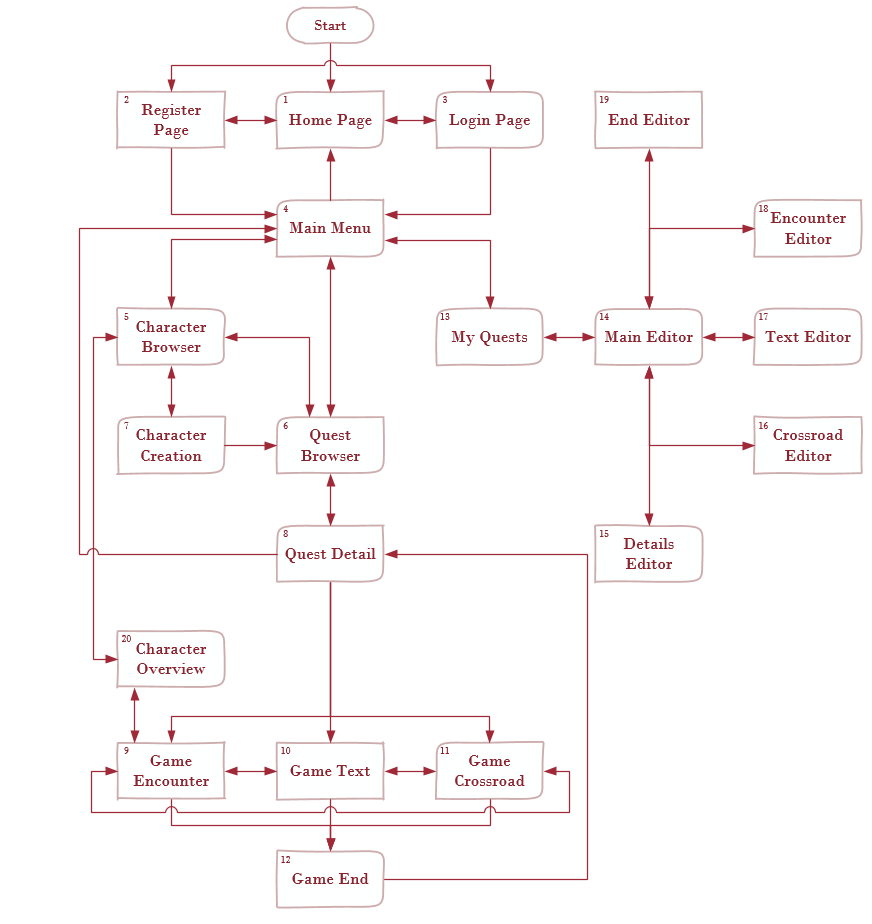 Start
2
Register
Page
1
Home Page
3
Login Page
19
End Editor
4
Main Menu
18
Encounter
Editor
5
Character
Browser
13
My Quests
14
Main Editor
17
Text Editor
7
Character
Creation
6
Quest
Browser
16
Crossroad
Editor
8
Quest Detail
15
Details
Editor
20
Character
Overview
9
Game
Encounter
10
Game Text
11
Game
Crossroad
12
Game End